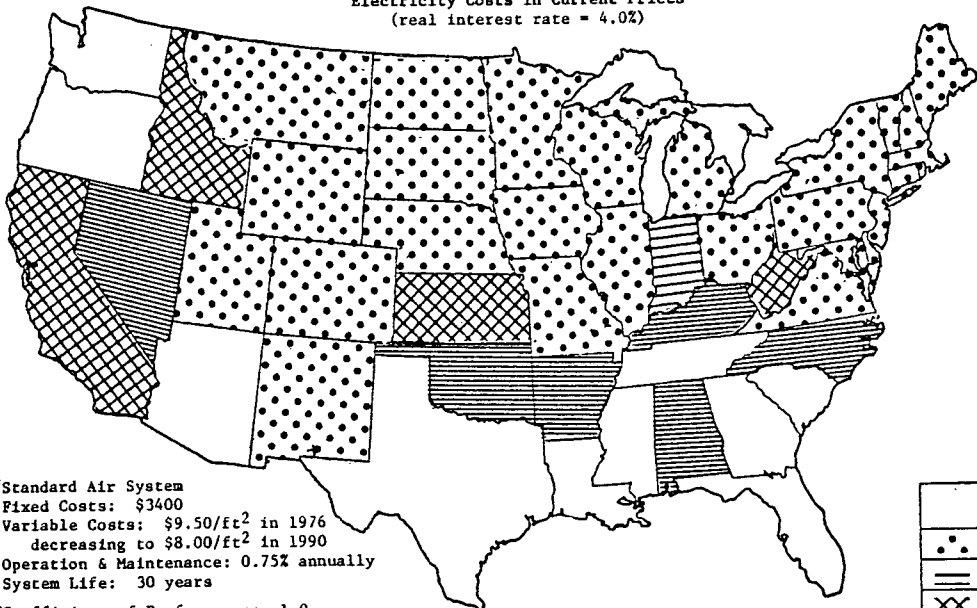 Electricity Costs in Current Prices
(real interest rate = 4.0%)
Standard Air System
Fixed Costs: $3400
Variable Costs: $9.50/ft² in 1976
decreasing to $8.00/ft² in 1990
Operation & Maintenance: 0.75% annually
System Life: 30 years